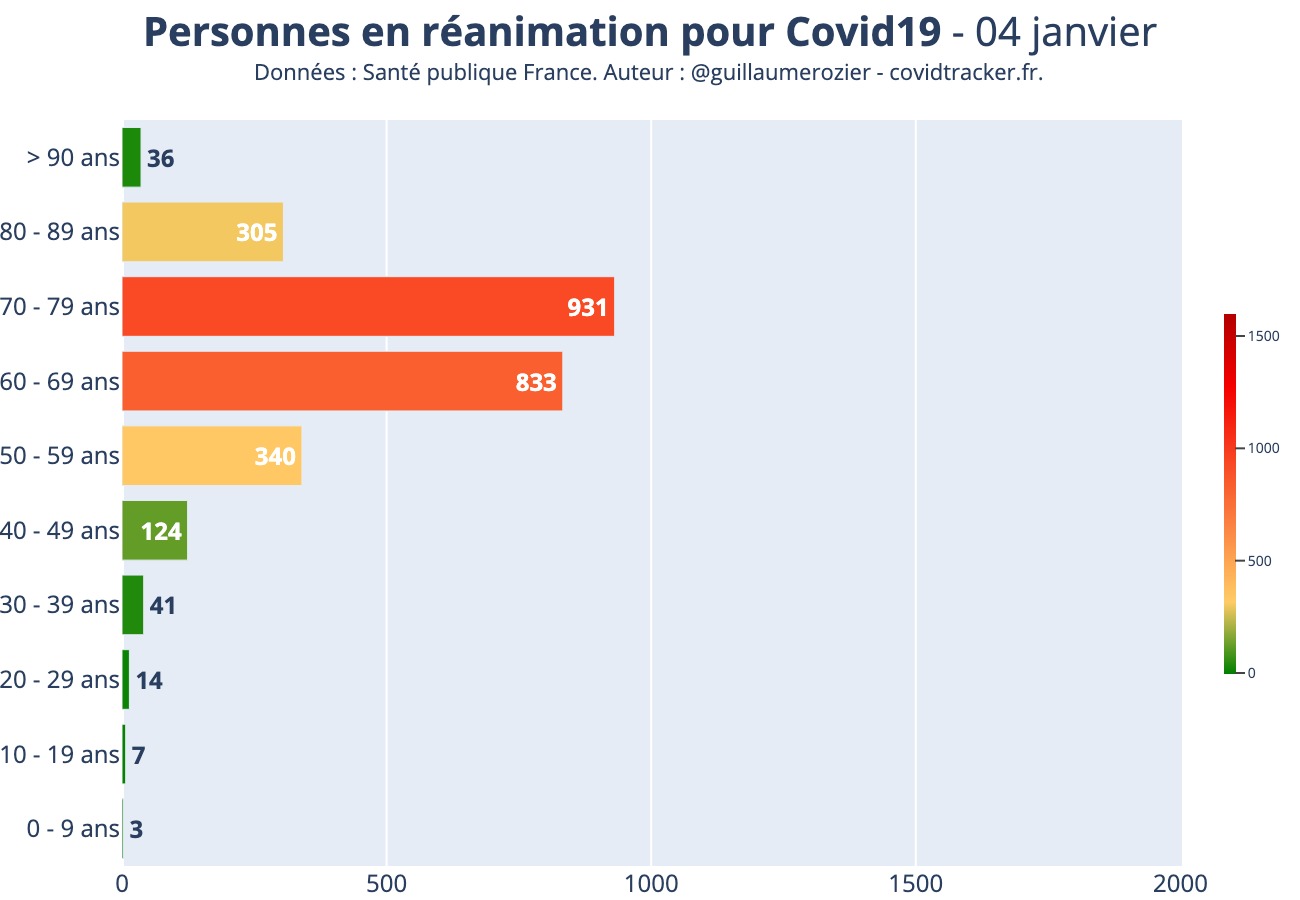 Personnes en réanimation pour Covid19 - 04 janvier
Données : Santé publique France. Auteur : @guillaumerozier - covidtracker.fr.
> 90 ans 36
80 - 89 ans 305
70 - 79 ans 931
60 - 69 ans 833
50 - 59 ans 340
40 - 49 ans 124
30 - 39 ans 41
20 - 29 ans 14
10 - 19 ans 7
0 - 9 ans 3
0 500 1000 1500 2000
1500
1000
500
0